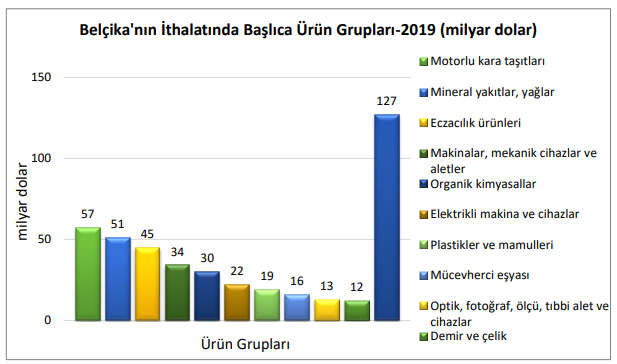 Belçika'nın İthalatında Başlıca Ürün Grupları-2019 (milyar dolar)
milyar dolar
150
100
50
0
57
51
45
34
30
22
19
16
13
12
127
Ürün Grupları
Motorlu kara taşıtları
Mineral yakıtlar, yağlar
Eczacılık ürünleri
Makinalar, mekanik cihazlar ve
aletler
Organik kimyasallar
Elektrikli makina ve cihazlar
Plastikler ve mamulleri
Mücevherci eşyası
Optik, fotoğraf, ölçü, tıbbi alet ve
cihazlar
Demir ve çelik